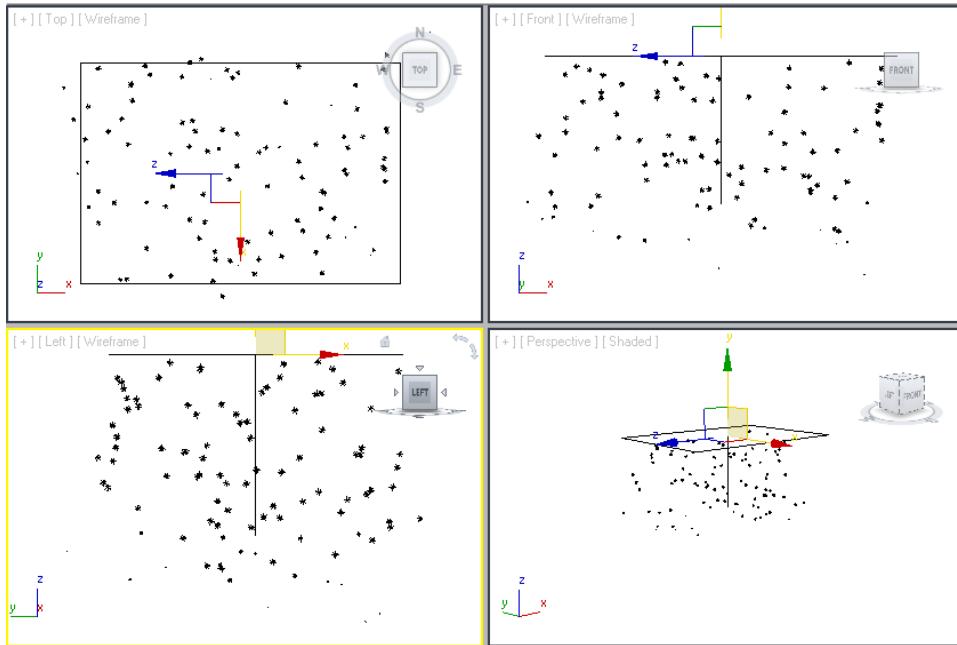 [ + ] [ Top ] [ Wireframe ]
N
W TOP E
S
z
x
y
z x
[ + ] [ Front ] [ Wireframe ]
z
FRONT
z
y x
[ + ] [ Left ] [ Wireframe ]
x
LEFT
z
y x
[ + ] [ Perspective ] [ Shaded ]
y
FRONT
z x
z
y x